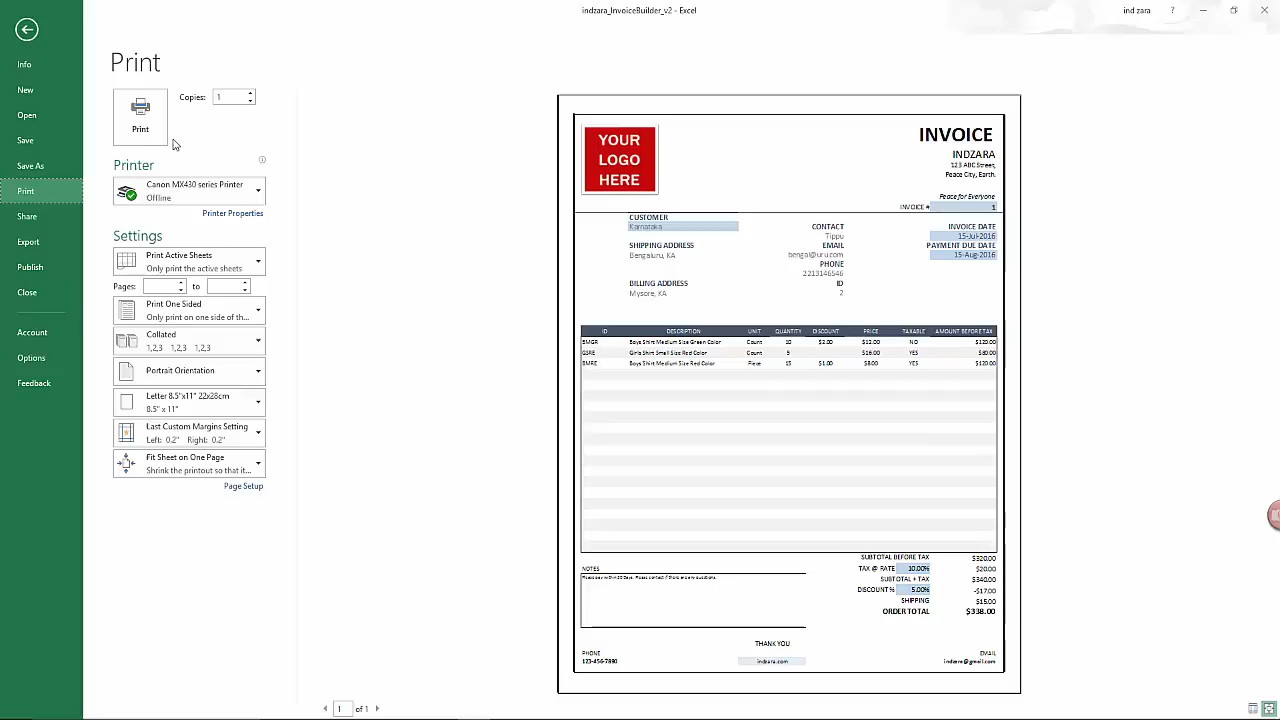 indzara_InvoiceBuilder_v2 - Excel
ind zara
?
Info
New
Open
Save
Save As
Print
Share
Export
Publish
Close
Account
Options
Feedback
Print
Print
Copies: 1
Printer
Canon MX430 series Printer
Offline
Printer Properties
Settings
Print Active Sheets
Only print the active sheets
Pages: to
Print One Sided
Only print on one side of th...
Collated
1,2,3 1,2,3 1,2,3
Portrait Orientation
Letter 8.5"x11" 22x28cm
8.5" x 11"
Last Custom Margins Setting
Left: 0.2" Right: 0.2"
Fit Sheet on One Page
Shrink the printout so that it...
Page Setup
YOUR
LOGO
HERE
INVOICE
INDZARA
123 ABC Street,
Peace City, Earth.
Peace for Everyone
INVOICE # 1
CUSTOMER
Karnataka
SHIPPING ADDRESS
Bengaluru, KA
BILLING ADDRESS
Mysore, KA
CONTACT
Tippu
EMAIL
bengal@uru.com
PHONE
2213146546
ID
2
INVOICE DATE
15-Jul-2016
PAYMENT DUE DATE
15-Aug-2016
ID DESCRIPTION UNIT QUANTITY DISCOUNT PRICE TAXABLE AMOUNT BEFORE TAX
BMGR Boys Shirt Medium Size Green Color Count 10 $2.00 $12.00 NO $120.00
GSRE Girls Shirt Small Size Red Color Count 5 $16.00 YES $80.00
BMRE Boys Shirt Medium Size Red Color Piece 15 $1.00 $8.00 YES $120.00
SUBTOTAL BEFORE TAX $320.00
TAX @ RATE 10.00% $20.00
SUBTOTAL + TAX $340.00
DISCOUNT % 5.00% -$17.00
SHIPPING $15.00
ORDER TOTAL $338.00
NOTES
THANK YOU
PHONE
123-456-7890
indzara.com
EMAIL
indzara@gmail.com
1 of 1